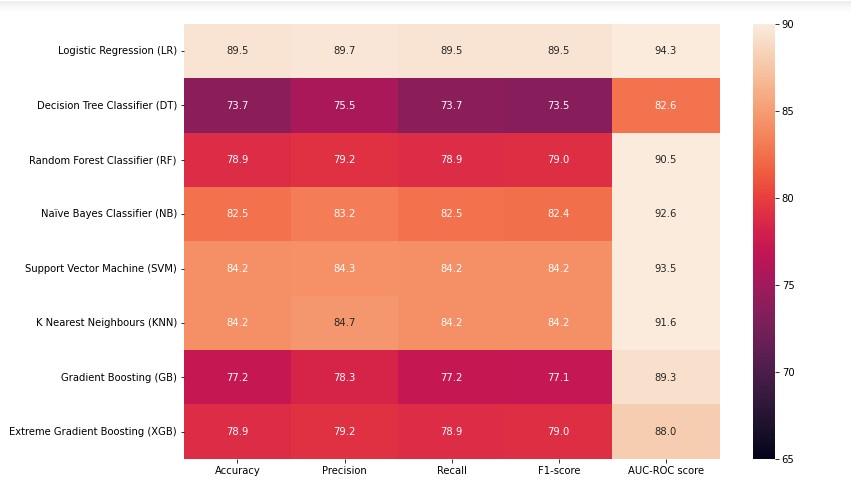 Logistic Regression (LR) 89.5 89.7 89.5 89.5 94.3
Decision Tree Classifier (DT) 73.7 75.5 73.7 73.5 82.6
Random Forest Classifier (RF) 78.9 79.2 78.9 79.0 90.5
Naïve Bayes Classifier (NB) 82.5 83.2 82.5 82.4 92.6
Support Vector Machine (SVM) 84.2 84.3 84.2 84.2 93.5
K Nearest Neighbours (KNN) 84.2 84.7 84.2 84.2 91.6
Gradient Boosting (GB) 77.2 78.3 77.2 77.1 89.3
Extreme Gradient Boosting (XGB) 78.9 79.2 78.9 79.0 88.0
Accuracy Precision Recall F1-score AUC-ROC score
90
85
80
75
70
65